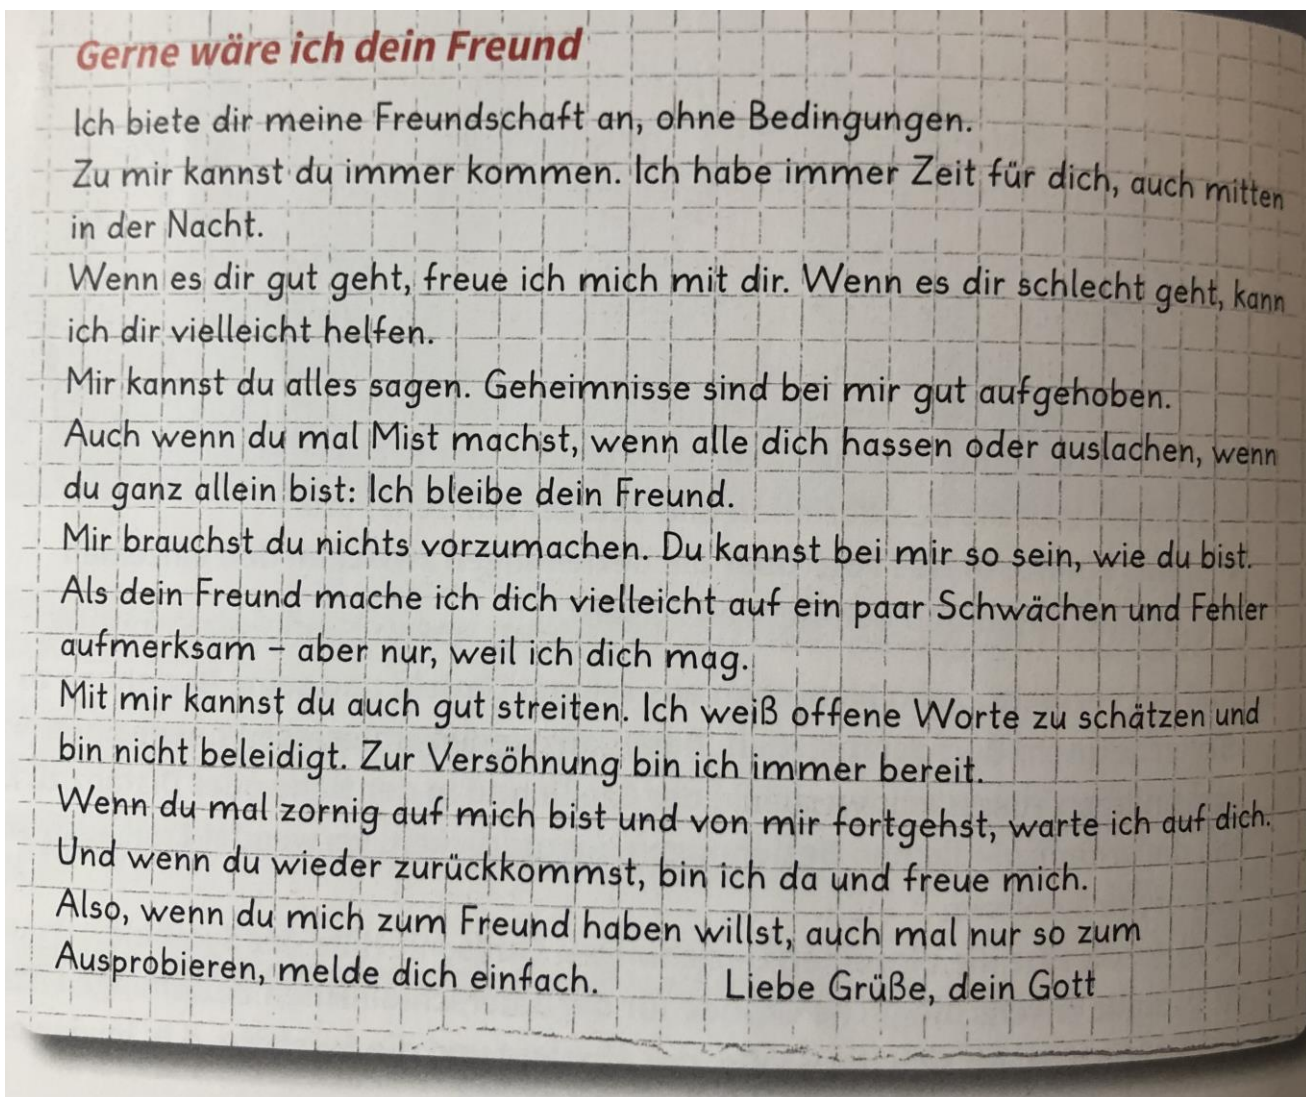 Gerne wäre ich dein Freund
Ich biete dir meine Freundschaft an, ohne Bedingungen.
Zu mir kannst du immer kommen. Ich habe immer Zeit für dich, auch mitten
in der Nacht.
Wenn es dir gut geht, freue ich mich mit dir. Wenn es dir schlecht geht, kann
ich dir vielleicht helfen.
Mir kannst du alles sagen. Geheimnisse sind bei mir gut aufgehoben.
Auch wenn du mal Mist machst, wenn alle dich hassen oder auslachen, wenn
du ganz allein bist: Ich bleibe dein Freund.
Mir brauchst du nichts vorzumachen. Du kannst bei mir so sein, wie du bist.
Als dein Freund mache ich dich vielleicht auf ein paar Schwächen und Fehler
aufmerksam – aber nur, weil ich dich mag.
Mit mir kannst du auch gut streiten. Ich weiß offene Worte zu schätzen und
bin nicht beleidigt. Zur Versöhnung bin ich immer bereit.
Wenn du mal zornig auf mich bist und von mir fortgehst, warte ich auf dich.
Und wenn du wieder zurückkommst, bin ich da und freue mich.
Also, wenn du mich zum Freund haben willst, auch mal nur so zum
Ausprobieren, melde dich einfach. Liebe Grüße, dein Gott